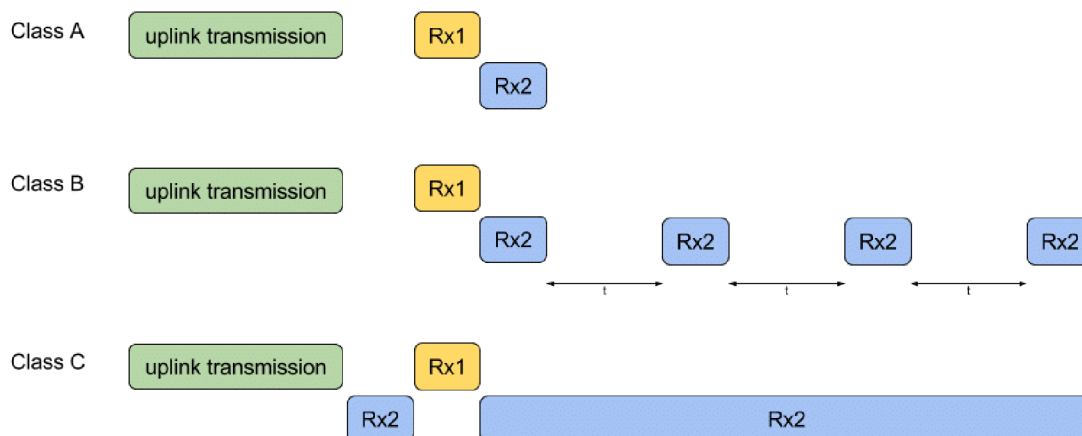 Class A uplink transmission Rx1
Rx2
Class B uplink transmission Rx1
Rx2 Rx2 Rx2 Rx2
t t t
Class C uplink transmission Rx1
Rx2 Rx2